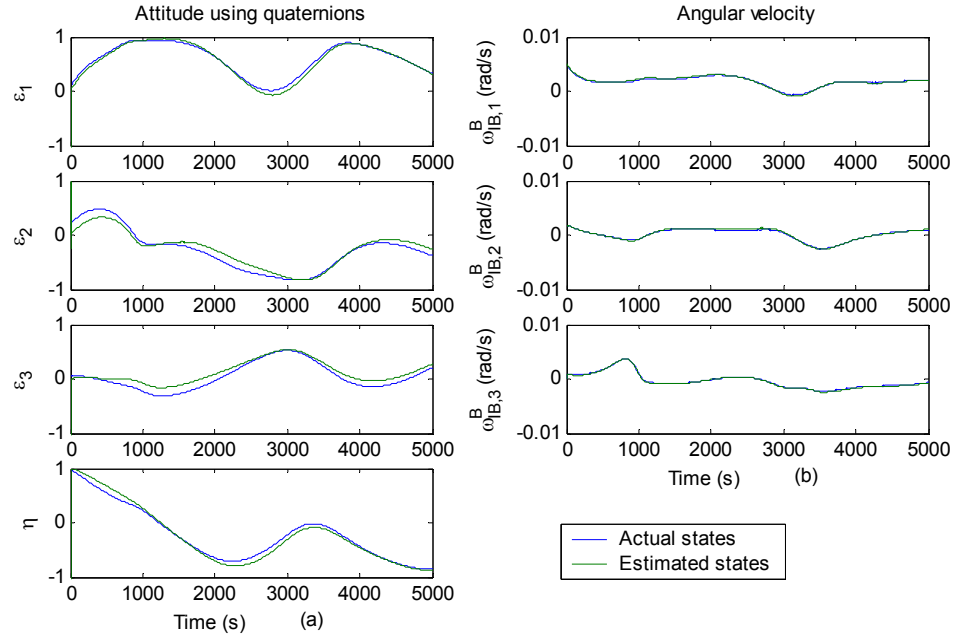 Attitude using quaternions
Angular velocity
1
0
-1
ε1
0 1000 2000 3000 4000 5000
0.01
0
-0.01
ω^B_IB,1 (rad/s)
0 1000 2000 3000 4000 5000
1
0
-1
ε2
0 1000 2000 3000 4000 5000
0.01
0
-0.01
ω^B_IB,2 (rad/s)
0 1000 2000 3000 4000 5000
1
0
-1
ε3
0 1000 2000 3000 4000 5000
0.01
0
-0.01
ω^B_IB,3 (rad/s)
0 1000 2000 3000 4000 5000
Time (s) (b)
1
0
-1
η
0 1000 2000 3000 4000 5000
Time (s) (a)
Actual states
Estimated states